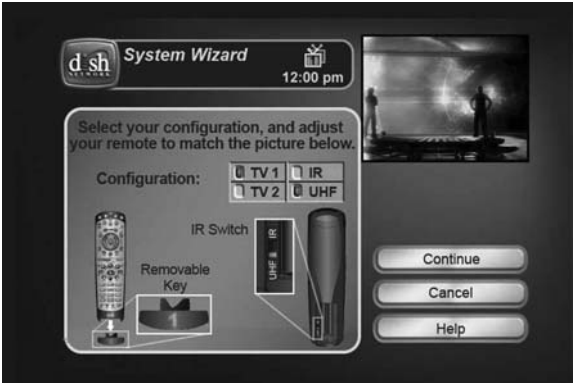 dish
NETWORK
System Wizard
12:00 pm
Select your configuration, and adjust
your remote to match the picture below.
Configuration:
TV 1
IR
TV 2
UHF
IR Switch
UHF
IR
Removable
Key
1
Continue
Cancel
Help